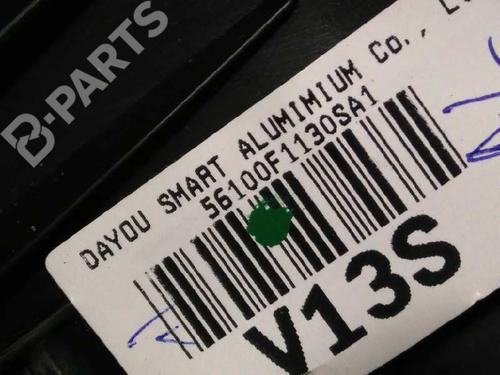 B-PARTS
DAYOU SMART ALUMIMIUM Co., L
56100F1130SA1
V13S